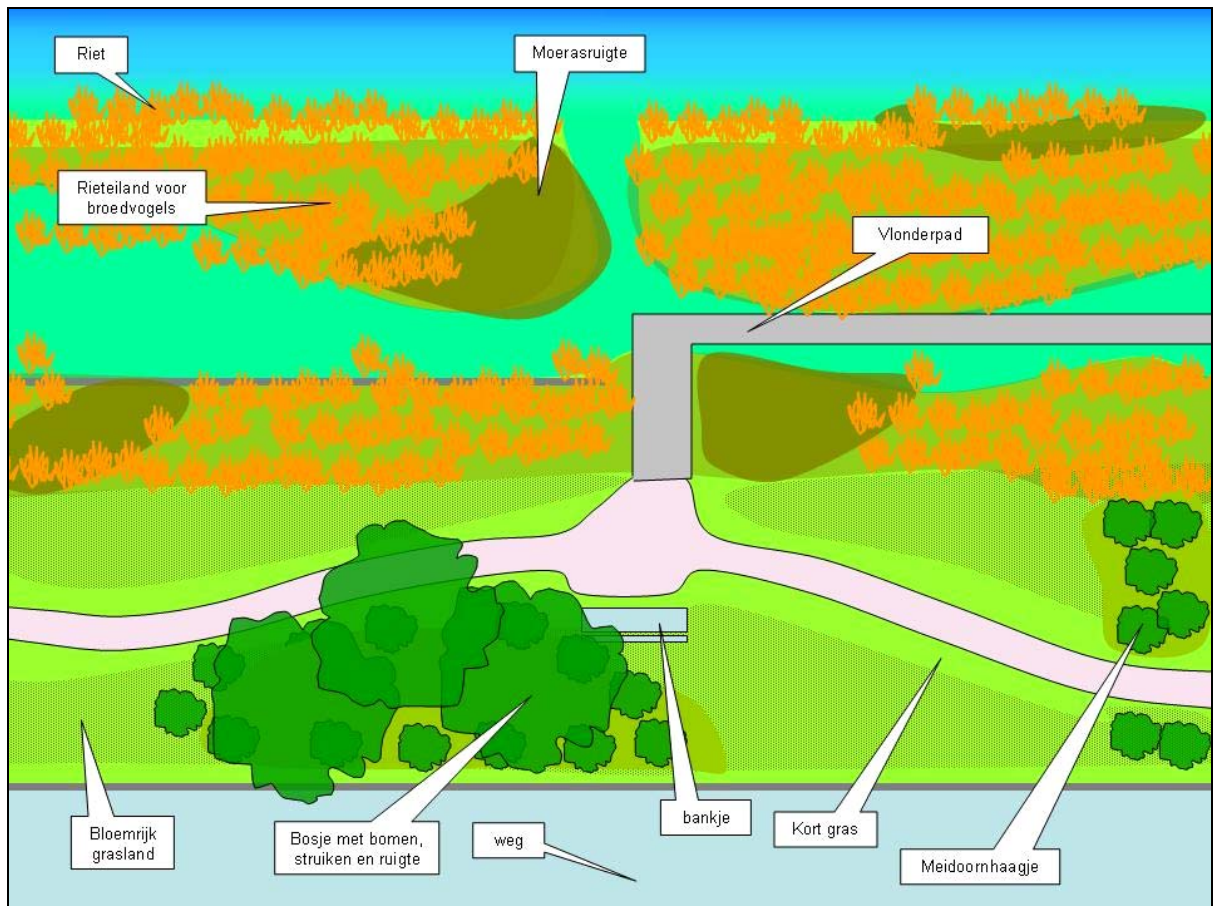 Riet
Moerasruigte
Rieteiland voor
broedvogels
Vlonderpad
Bloemrijk
grasland
Bosje met bomen,
struiken en ruigte
weg
bankje
Kort gras
Meidoornhaagje